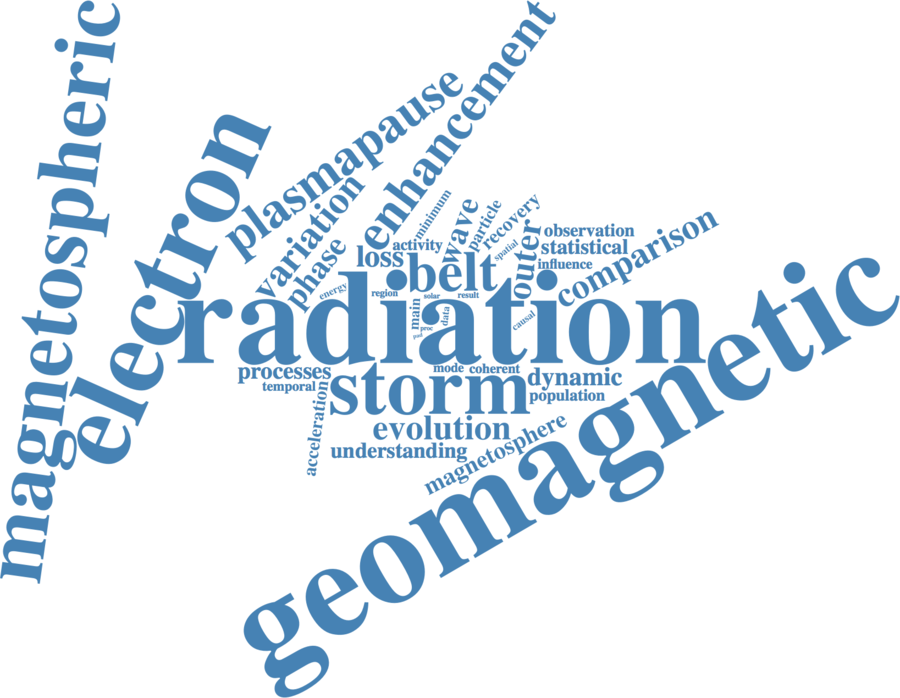 magnetospheric
electron
plasmapause
enhancement
variation
phase
minimum
wave
particle
recovery
spatial
outer
observation
statistical
influence
comparison
activity
loss
belt
energy
region
solar
result
radiation
main
data
proc
causal
geomagnetic
processes
temporal
mode
coherent
storm
dynamic
population
acceleration
evolution
understanding
magnetosphere